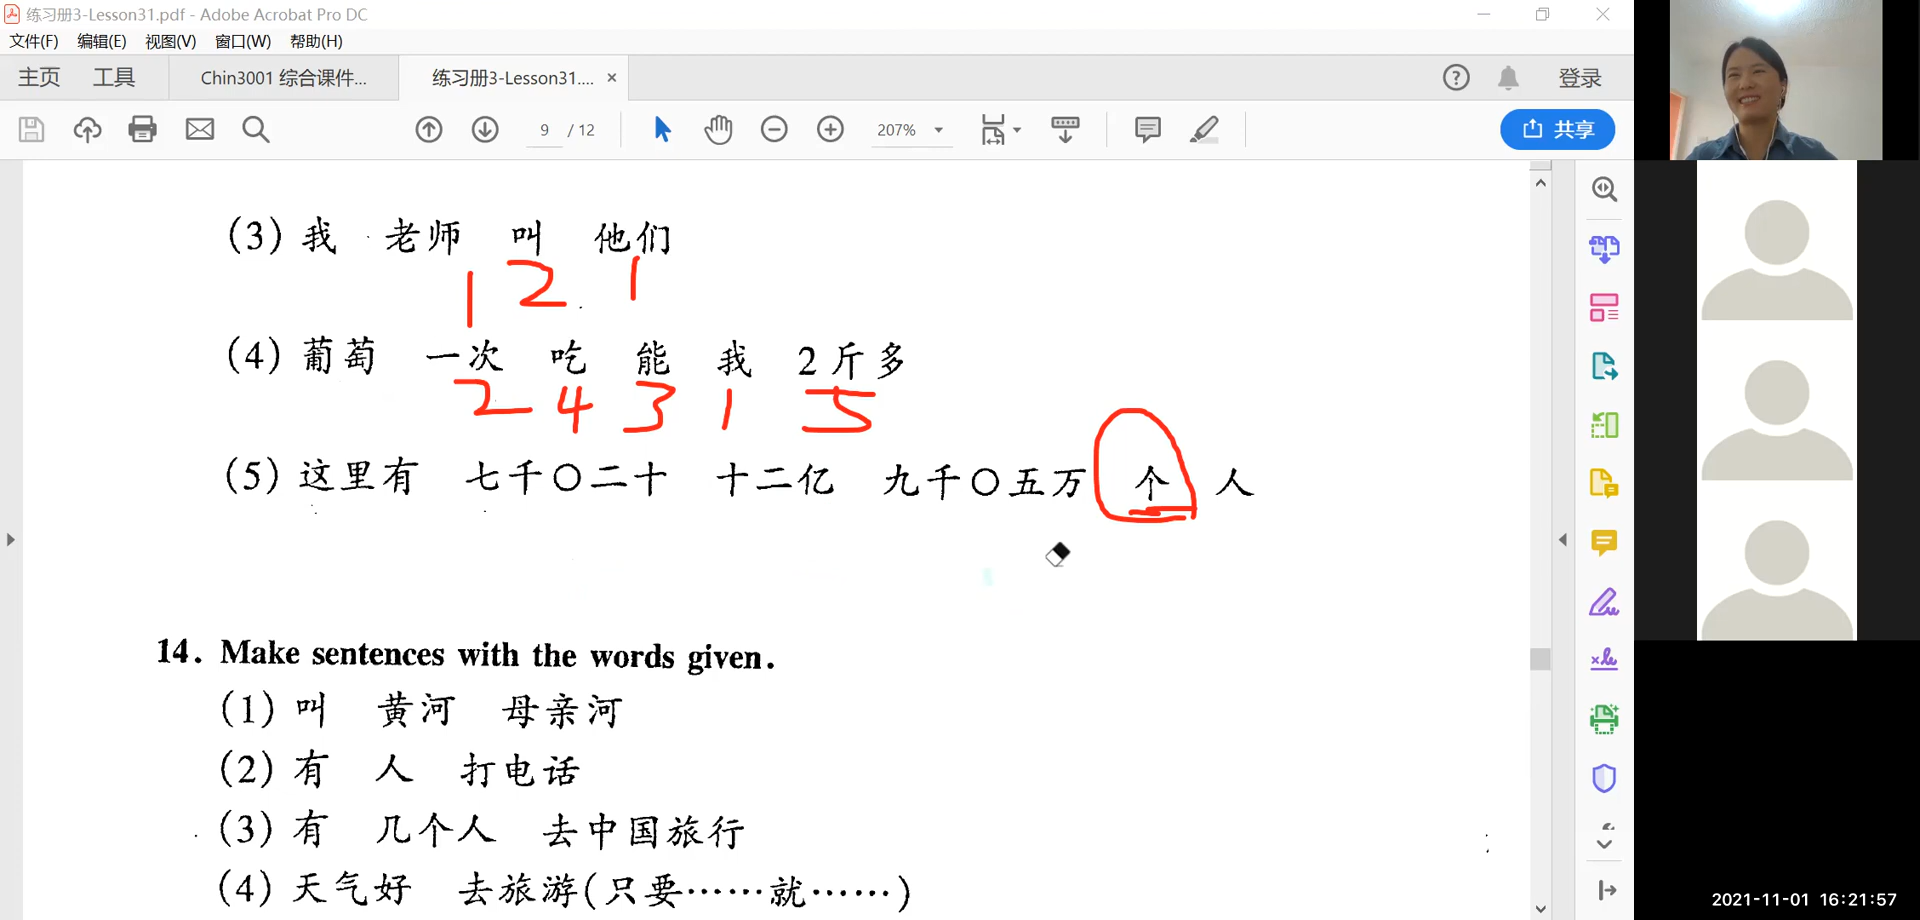 练习册3-Lesson31.pdf - Adobe Acrobat Pro DC
文件(F) 编辑(E) 视图(V) 窗口(W) 帮助(H)
主页 工具 Chin3001 综合课件... 练习册3-Lesson31.... × 登录
9 / 12 207% 共享
(3) 我 老师 叫 他们
1 2 1
(4) 葡萄 一次 吃 能 我 2斤多
2 4 3 1 5
(5) 这里有 七千〇二十 十二亿 九千〇五万 个 人
14. Make sentences with the words given.
(1) 叫 黄河 母亲河
(2) 有 人 打电话
(3) 有 几个人 去中国旅行
(4) 天气好 去旅游(只要……就……)
2021-11-01 16:21:57